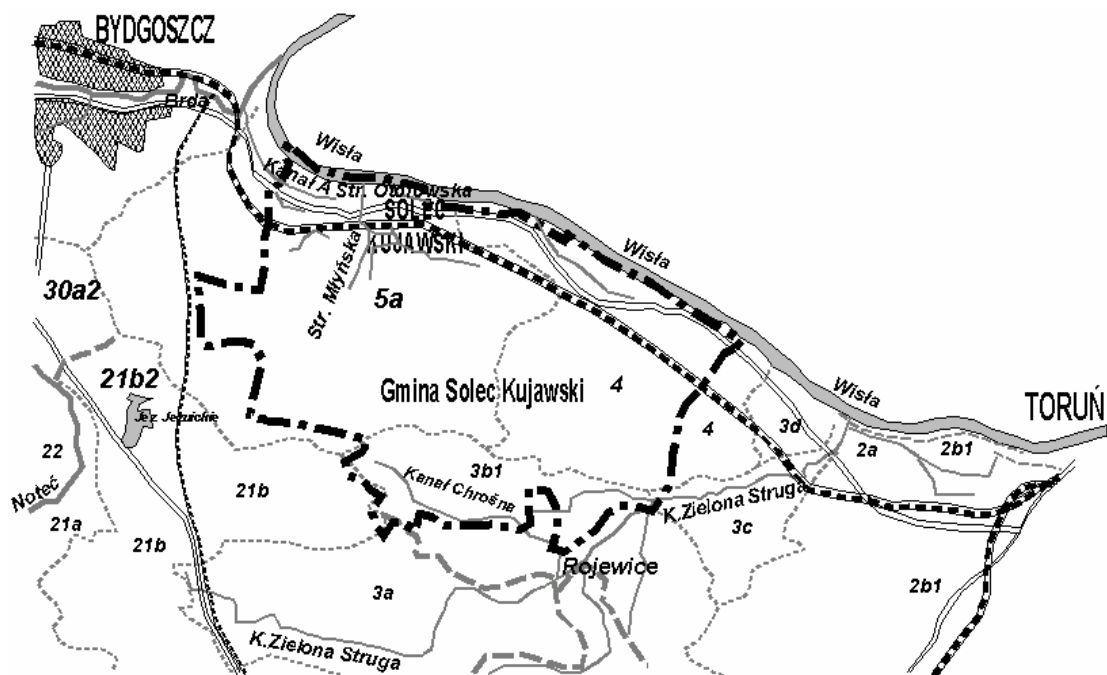 BYDGOSZCZ
Brda
Wisła
Kanał A Str. Otorowska
SOLEC
KUJAWSKI
Str. Młyńska
Wisła
30a2
5a
21b2
Jez. Jezuickie
Gmina Solec Kujawski
4
Wisła
TORUŃ
4
3d
22
2a
2b1
3b1
Noteć
21b
Kanał Chrośna
K.Zielona Struga
21a
3c
21b
Rojewice
3a
2b1
K.Zielona Struga